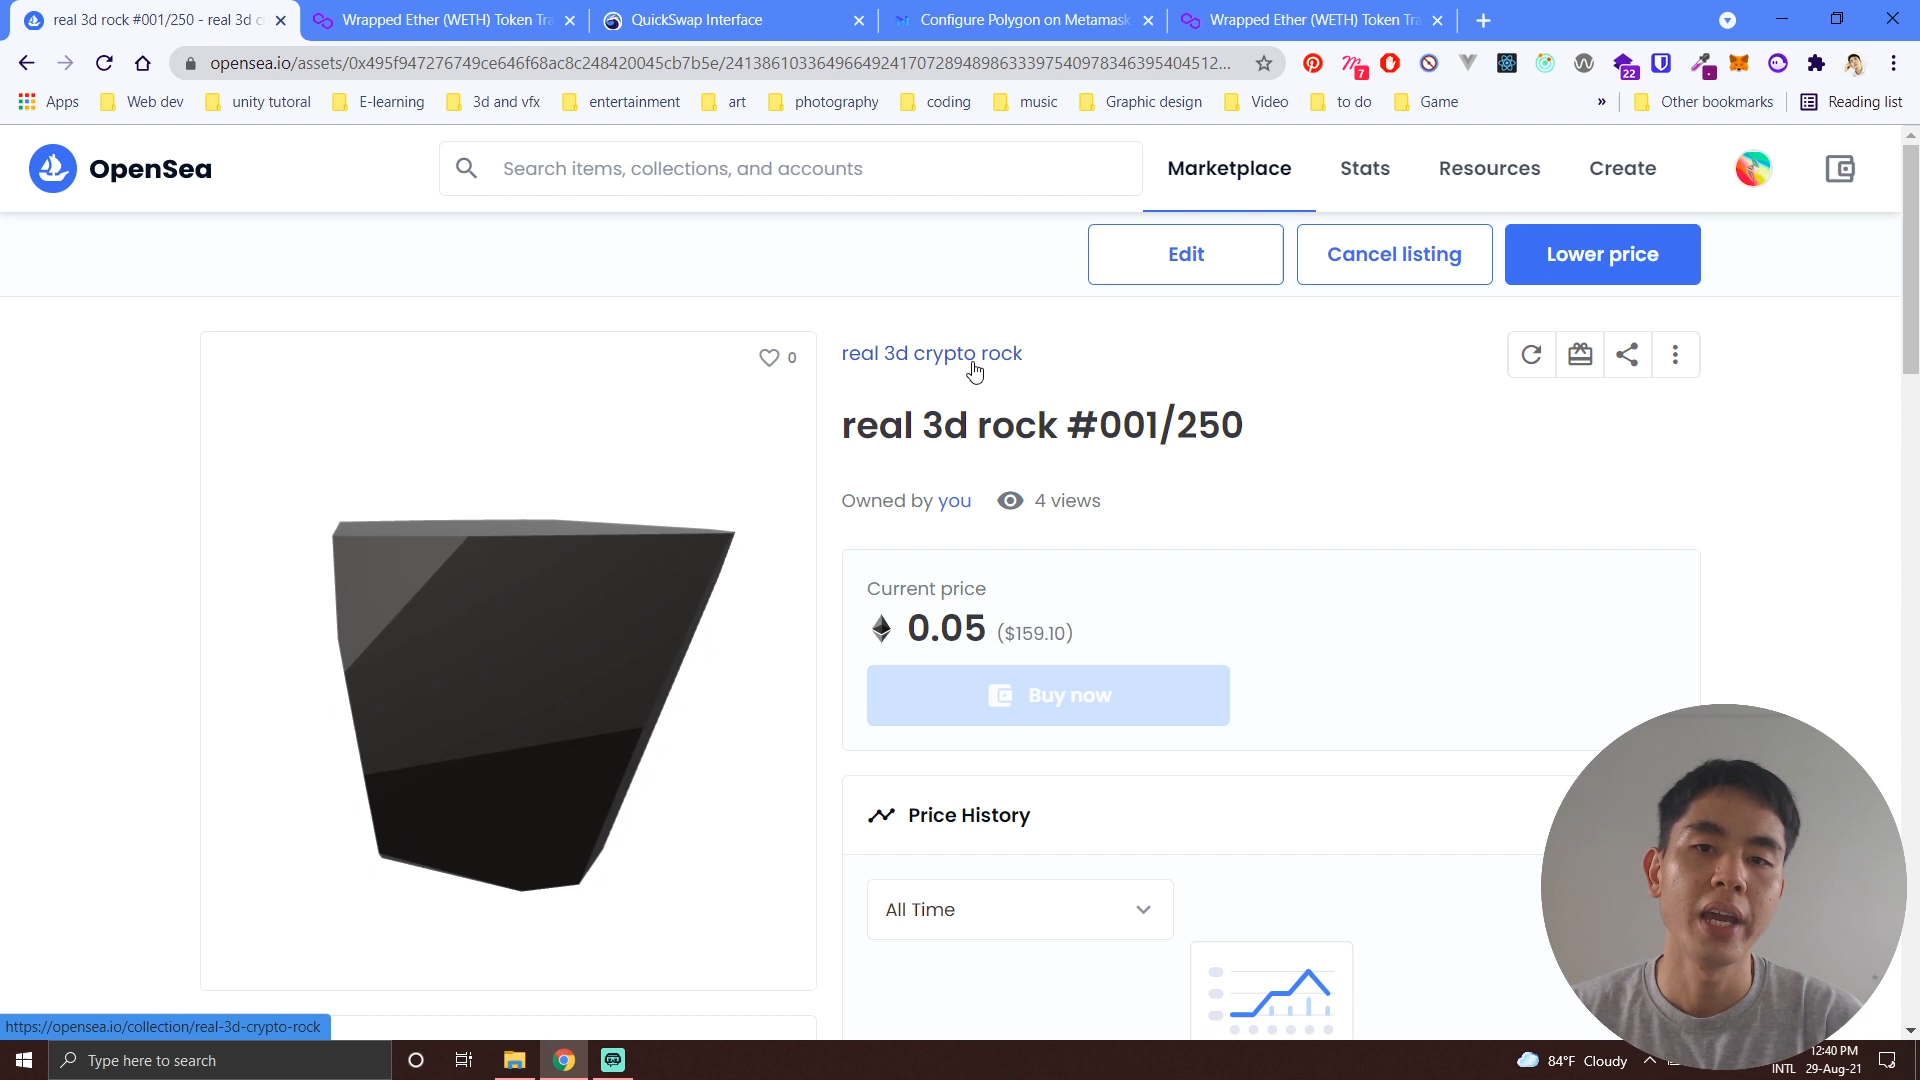 real 3d rock #001/250 - real 3d c
Wrapped Ether (WETH) Token Tra
QuickSwap Interface
Configure Polygon on Metamask
Wrapped Ether (WETH) Token Tra
opensea.io/assets/0x495f947276749ce646f68ac8c248420045cb7b5e/2413861033649664924170728948986333975409783463954045 12...
7
22
Apps
Web dev
unity tutorial
E-learning
3d and vfx
entertainment
art
photography
coding
music
Graphic design
Video
to do
Game
»
Other bookmarks
Reading list
OpenSea
Search items, collections, and accounts
Marketplace
Stats
Resources
Create
Edit
Cancel listing
Lower price
0
real 3d crypto rock
real 3d rock #001/250
Owned by you
4 views
Current price
0.05 ($159.10)
Buy now
Price History
All Time
https://opensea.io/collection/real-3d-crypto-rock
Type here to search
84°F Cloudy
INTL
12:40 PM
29-Aug-21